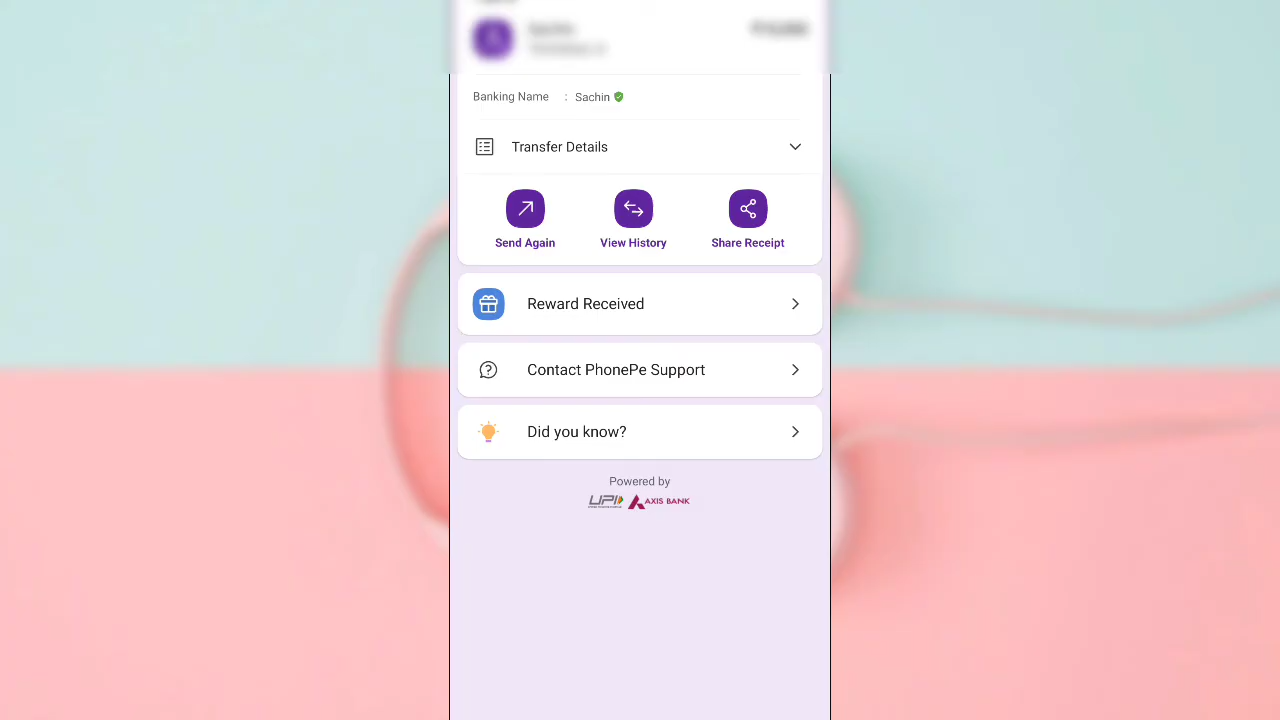 Banking Name : Sachin
Transfer Details
Send Again View History Share Receipt
Reward Received
Contact PhonePe Support
Did you know?
Powered by
UPI AXIS BANK